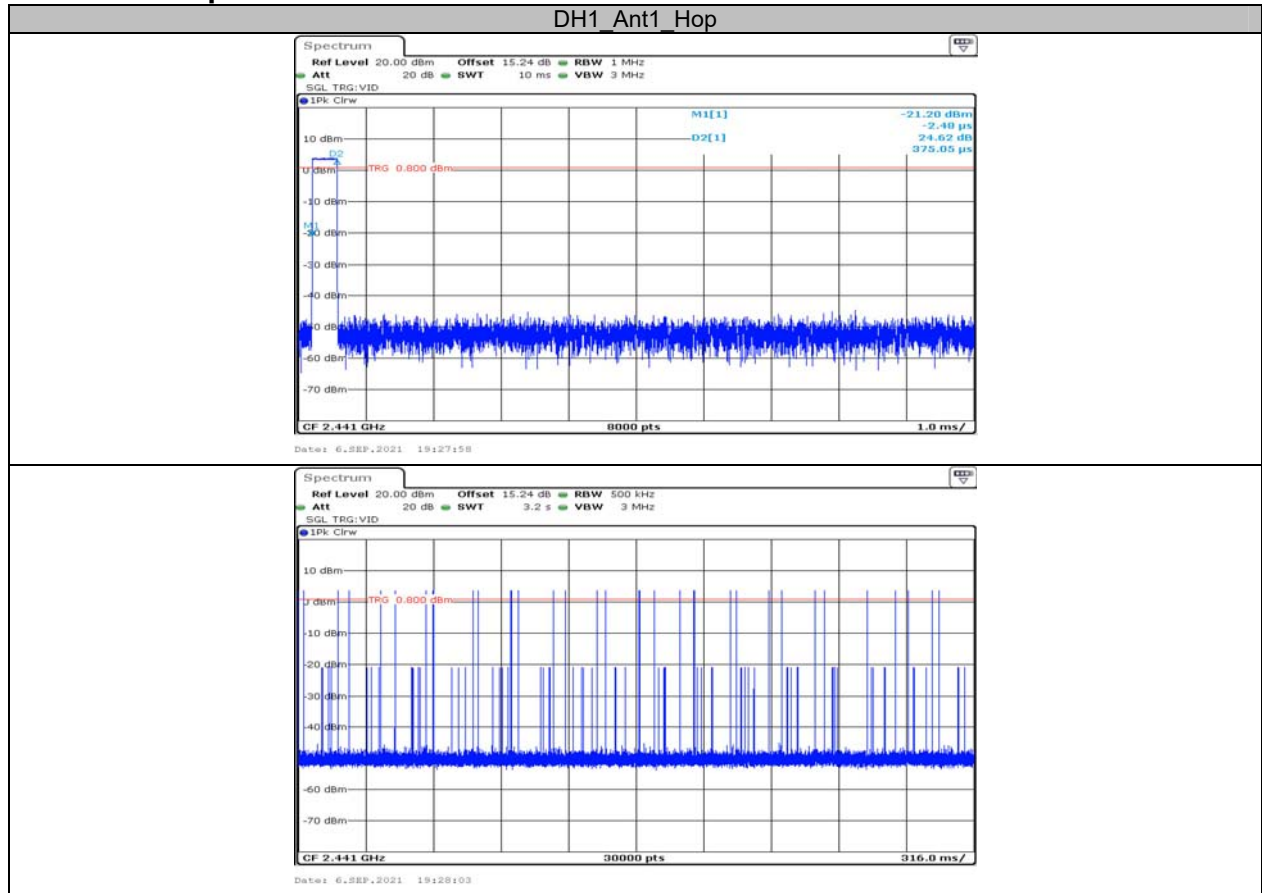 DH1_Ant1_Hop
Spectrum
Ref Level 20.00 dBm Offset 15.24 dB RBW 1 MHz
Att 20 dB SWT 10 ms VBW 3 MHz
SGL TRG:VID
1Pk Clrw
M1[1] -21.20 dBm
-2.48 µs
D2[1] 24.62 dB
375.05 µs
10 dBm
D2
0 dBm TRG 0.800 dBm
-10 dBm
M1
-20 dBm
-30 dBm
-40 dBm
-50 dBm
-60 dBm
-70 dBm
CF 2.441 GHz 8000 pts 1.0 ms/
Date: 6.SEP.2021 19:27:58
Spectrum
Ref Level 20.00 dBm Offset 15.24 dB RBW 500 kHz
Att 20 dB SWT 3.2 s VBW 3 MHz
SGL TRG:VID
1Pk Clrw
10 dBm
0 dBm TRG 0.800 dBm
-10 dBm
-20 dBm
-30 dBm
-40 dBm
-60 dBm
-70 dBm
CF 2.441 GHz 30000 pts 316.0 ms/
Date: 6.SEP.2021 19:28:03